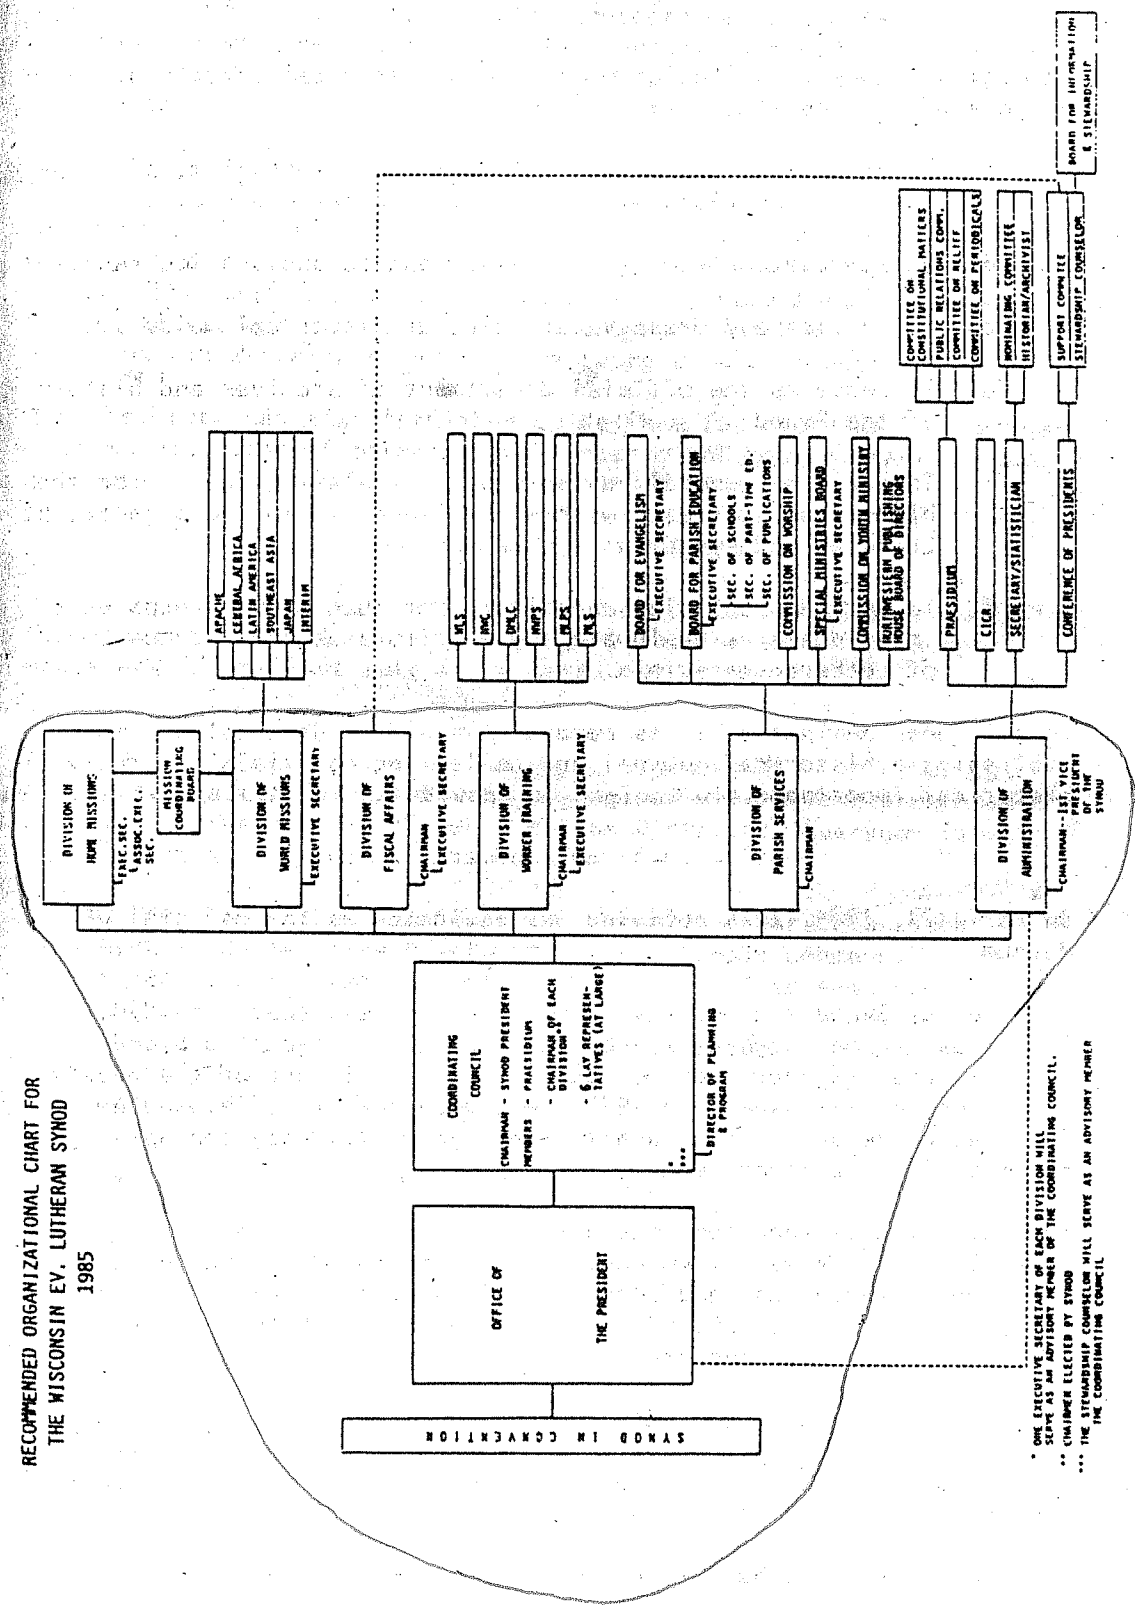 RECOMMENDED ORGANIZATIONAL CHART FOR
THE WISCONSIN EV. LUTHERAN SYNOD
1985
SYNOD IN CONVENTION
OFFICE OF
THE PRESIDENT
COORDINATING
COUNCIL
CHAIRMAN - SYNOD PRESIDENT
MEMBERS - PRAESIDIUM
- CHAIRMAN OF EACH
DIVISION**
- 6 LAY REPRESEN-
TATIVES (AT LARGE)
*
***
DIRECTOR OF PLANNING
& PROGRAM
DIVISION OF
HOME MISSIONS
EXEC.SEC.
ASSOC.EXEC.
SEC.
MISSION
COORDINATING
BOARD
DIVISION OF
WORLD MISSIONS
EXECUTIVE SECRETARY
APACHE
CENTRAL AFRICA
LATIN AMERICA
SOUTHEAST ASIA
JAPAN
INTERIM
DIVISION OF
FISCAL AFFAIRS
CHAIRMAN
EXECUTIVE SECRETARY
DIVISION OF
WORKER TRAINING
CHAIRMAN
EXECUTIVE SECRETARY
WLS
NWC
DMLC
NWPS
MLPS
MLS
DIVISION OF
PARISH SERVICES
CHAIRMAN
BOARD FOR EVANGELISM
EXECUTIVE SECRETARY
BOARD FOR PARISH EDUCATION
EXECUTIVE SECRETARY
SEC. OF SCHOOLS
SEC. OF PART-TIME ED.
SEC. OF PUBLICATIONS
COMMISSION ON WORSHIP
SPECIAL MINISTRIES BOARD
EXECUTIVE SECRETARY
COMMISSION ON YOUTH MINISTRY
NORTHWESTERN PUBLISHING
HOUSE BOARD OF DIRECTORS
DIVISION OF
ADMINISTRATION
CHAIRMAN--1ST VICE
PRESIDENT
OF THE
SYNOD
PRAESIDIUM
COMMITTEE ON
CONSTITUTIONAL MATTERS
PUBLIC RELATIONS COMM.
COMMITTEE ON RELIEF
COMMITTEE ON PERIODICALS
CICR
SECRETARY/STATISTICIAN
NOMINATING COMMITTEE
HISTORIAN/ARCHIVIST
CONFERENCE OF PRESIDENTS
SUPPORT COMMITEE
STEWARDSHIP COUNSELOR
BOARD FOR INFORMATION
& STEWARDSHIP
* ONE EXECUTIVE SECRETARY OF EACH DIVISION WILL
SERVE AS AN ADVISORY MEMBER OF THE COORDINATING COUNCIL.
** CHAIRMEN ELECTED BY SYNOD
*** THE STEWARDSHIP COUNSELOR WILL SERVE AS AN ADVISORY MEMBER
THE COORDINATING COUNCIL